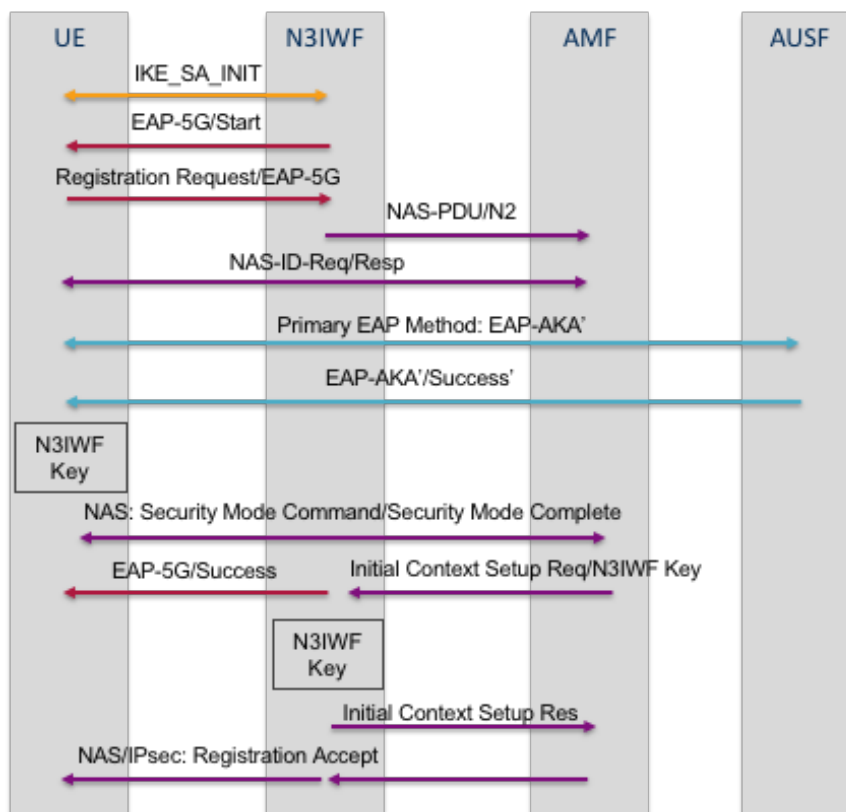 UE N3IWF AMF AUSF
IKE_SA_INIT
EAP-5G/Start
Registration Request/EAP-5G
NAS-PDU/N2
NAS-ID-Req/Resp
Primary EAP Method: EAP-AKA’
EAP-AKA’/Success’
N3IWF
Key
NAS: Security Mode Command/Security Mode Complete
EAP-5G/Success Initial Context Setup Req/N3IWF Key
N3IWF
Key
Initial Context Setup Res
NAS/IPsec: Registration Accept